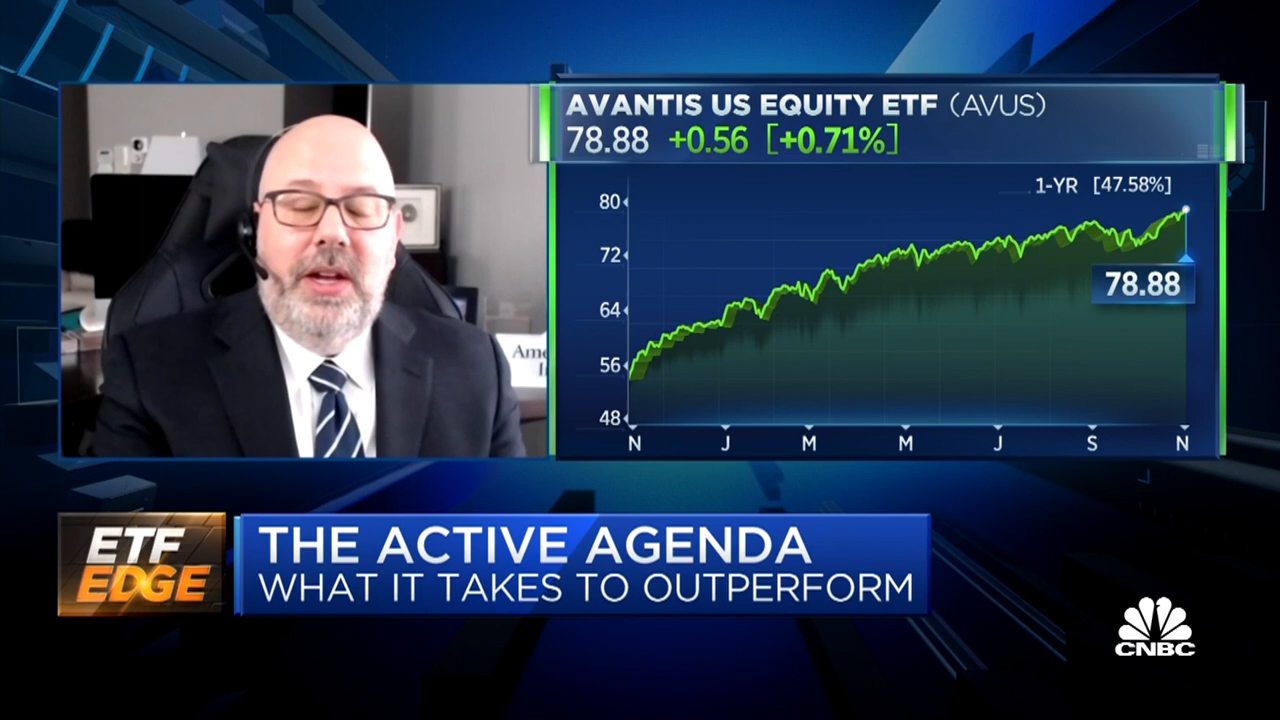 AVANTIS US EQUITY ETF (AVUS)
78.88 +0.56 [+0.71%]
1-YR [47.58%]
80
72
64
56
48
78.88
N J M M J S N
ETF
EDGE
THE ACTIVE AGENDA
WHAT IT TAKES TO OUTPERFORM
CNBC